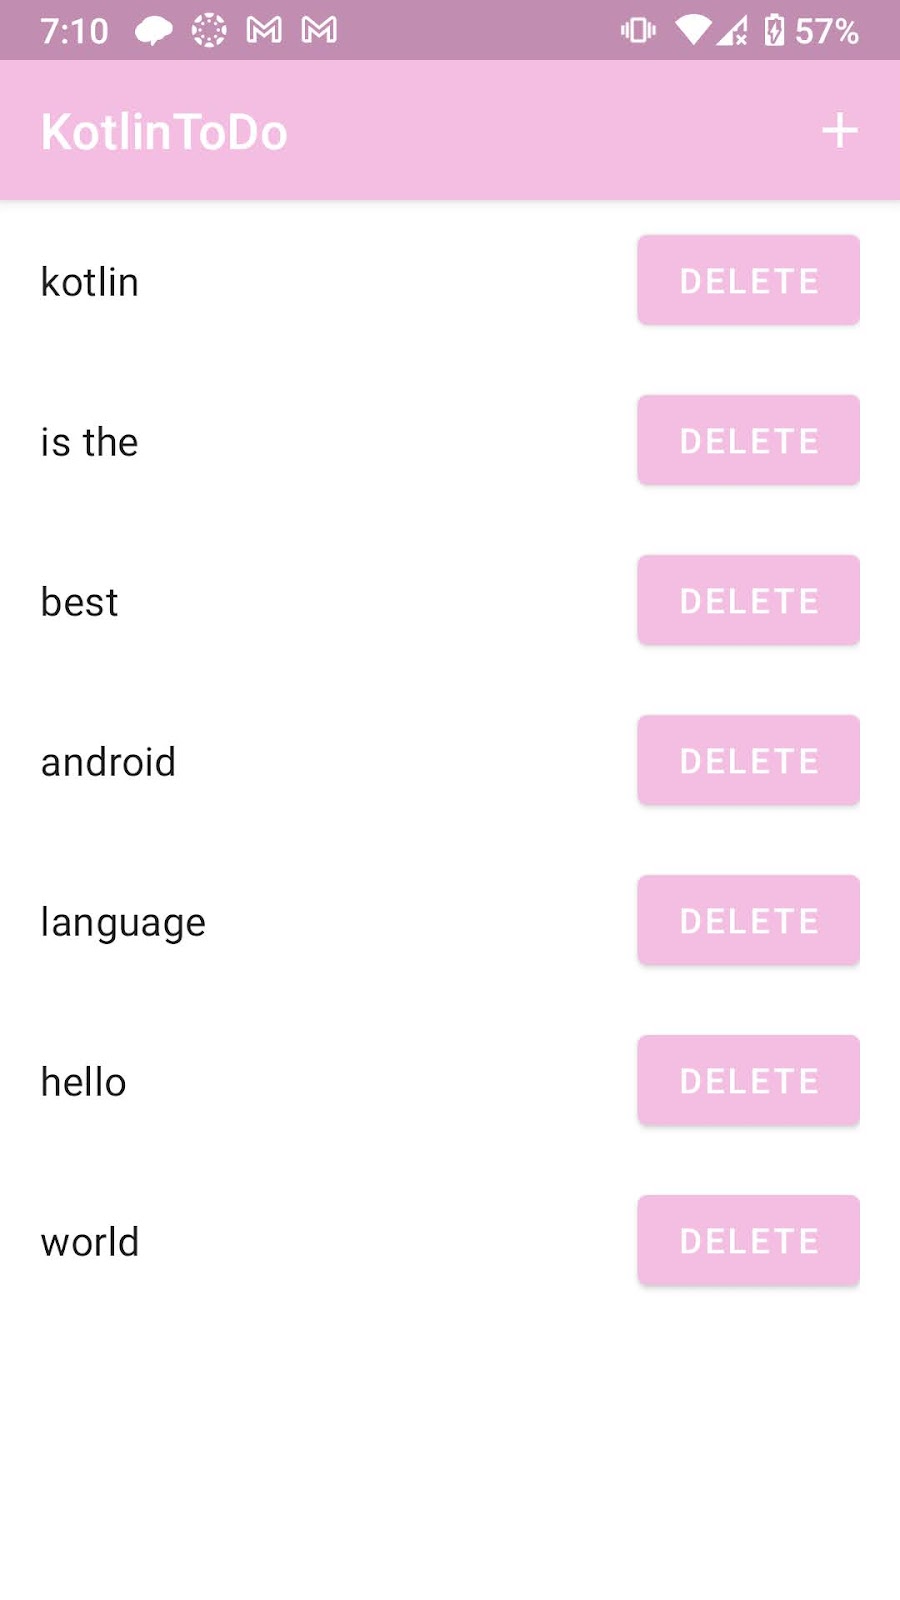 7:10 57%
KotlinToDo +
kotlin DELETE
is the DELETE
best DELETE
android DELETE
language DELETE
hello DELETE
world DELETE